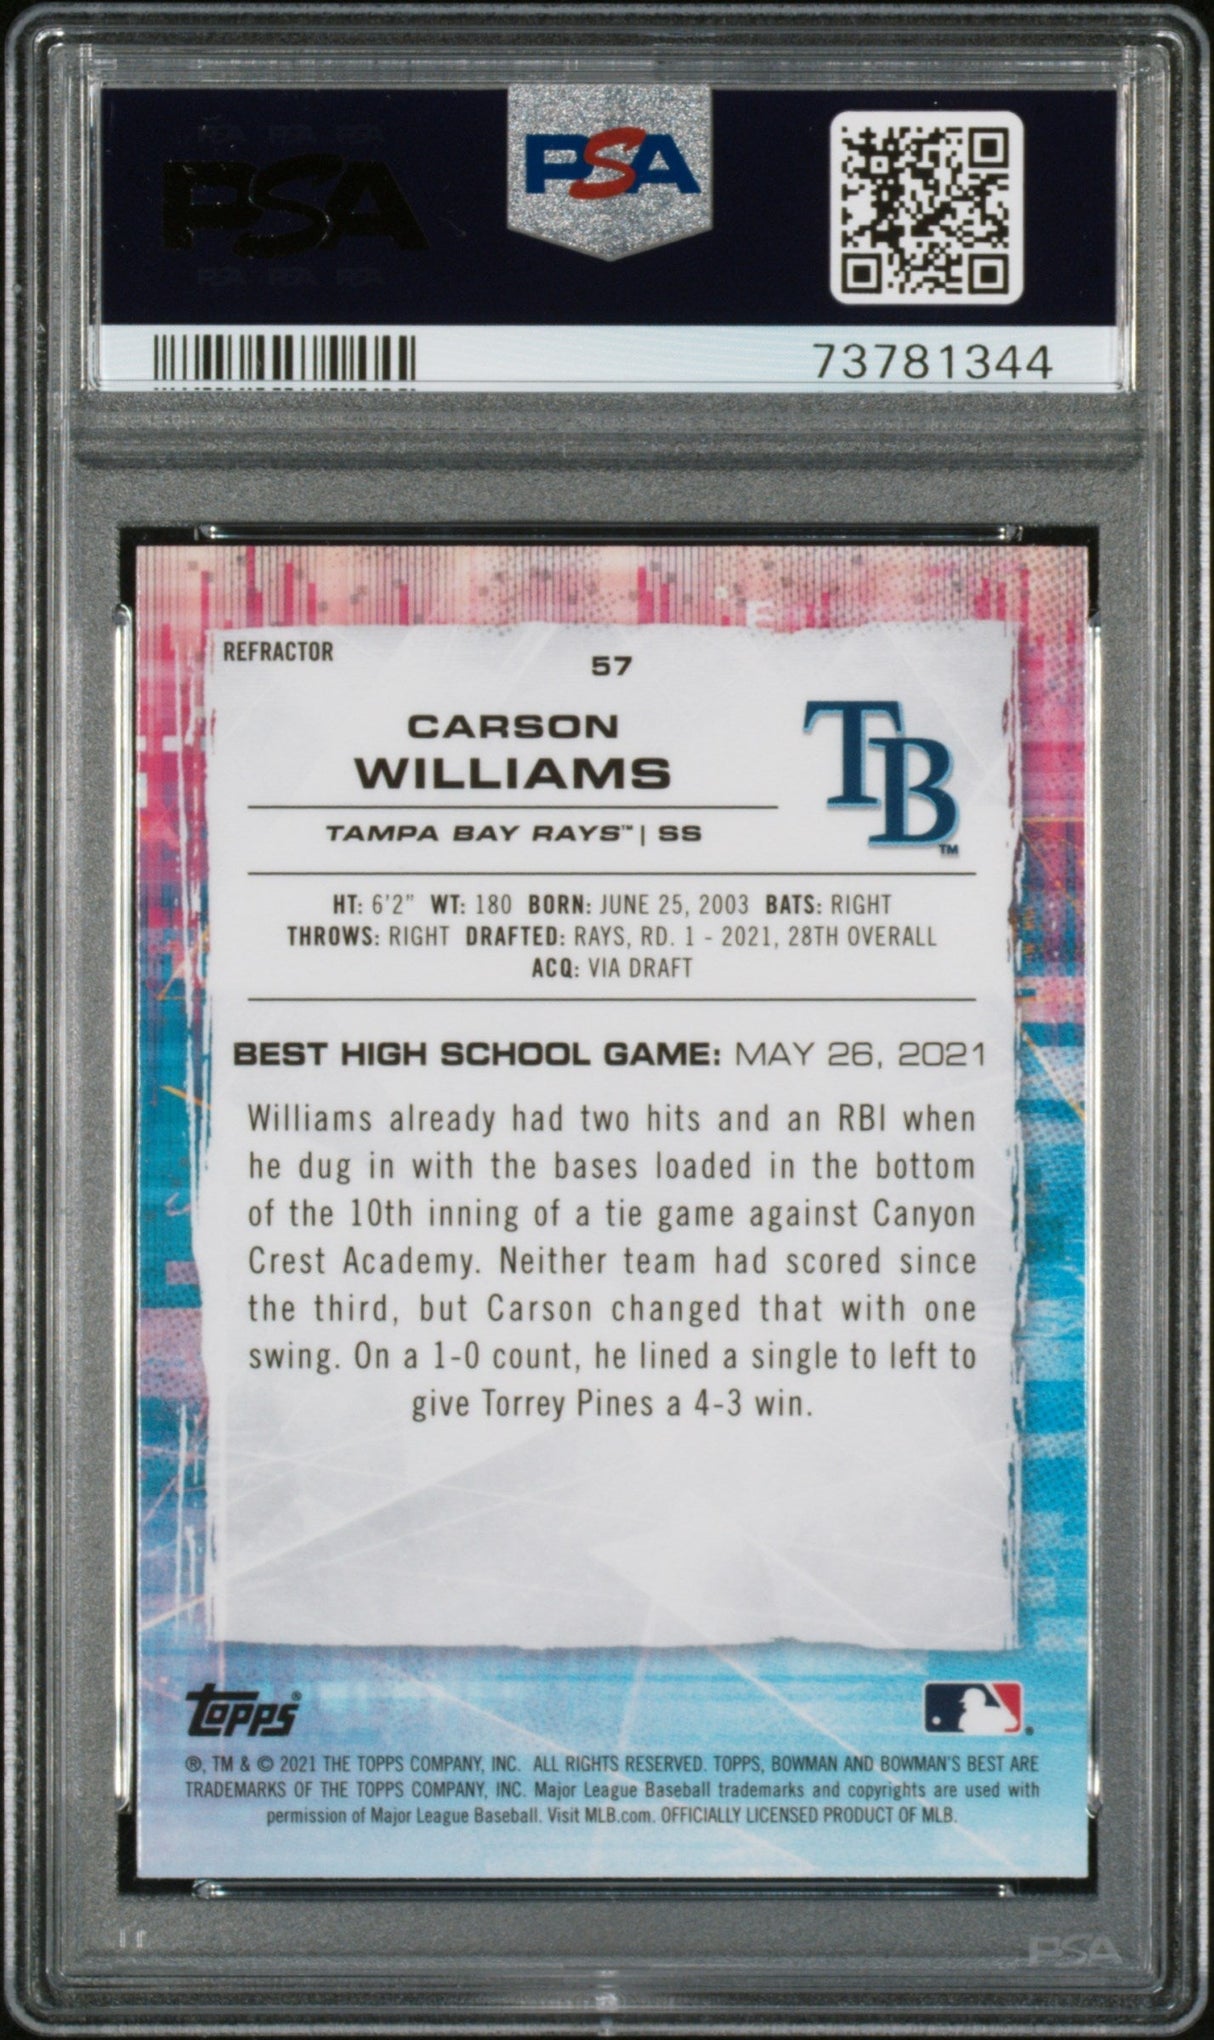 PSA PSA PSA
PSA
PSA PSA PSA
PSA
73781344
REFRACTOR
57
CARSON
WILLIAMS
TB
TM
TAMPA BAY RAYS™ | SS
HT: 6'2" WT: 180 BORN: JUNE 25, 2003 BATS: RIGHT
THROWS: RIGHT DRAFTED: RAYS, RD. 1 - 2021, 28TH OVERALL
ACQ: VIA DRAFT
BEST HIGH SCHOOL GAME: MAY 26, 2021
Williams already had two hits and an RBI when
he dug in with the bases loaded in the bottom
of the 10th inning of a tie game against Canyon
Crest Academy. Neither team had scored since
the third, but Carson changed that with one
swing. On a 1-0 count, he lined a single to left to
give Torrey Pines a 4-3 win.
Topps®
®, TM & © 2021 THE TOPPS COMPANY, INC. ALL RIGHTS RESERVED. TOPPS, BOWMAN AND BOWMAN'S BEST ARE
TRADEMARKS OF THE TOPPS COMPANY, INC. Major League Baseball trademarks and copyrights are used with
permission of Major League Baseball. Visit MLB.com. OFFICIALLY LICENSED PRODUCT OF MLB.
PSA